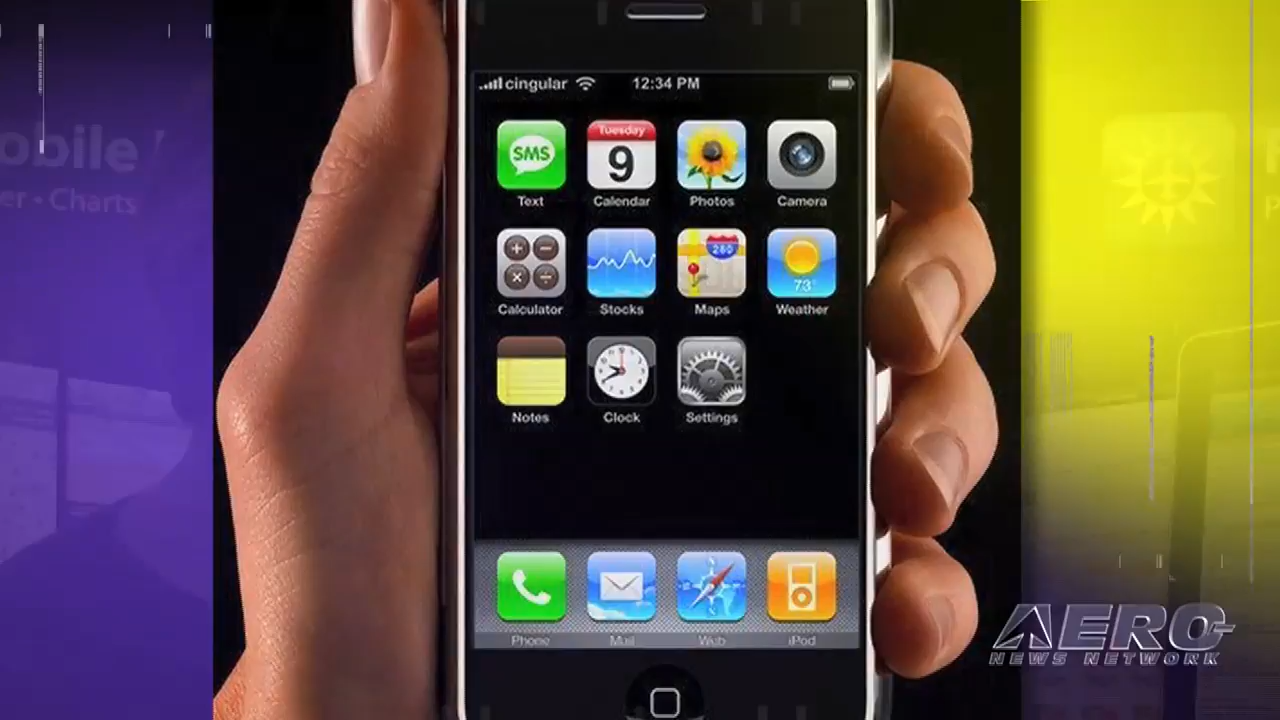 cingular 12:34 PM
SMS
Tuesday
9
Text Calendar Photos Camera
280
73°
Calculator Stocks Maps Weather
Notes Clock Settings
Phone Mail Web iPod
obile
er • Charts
AERO
NEWS NETWORK